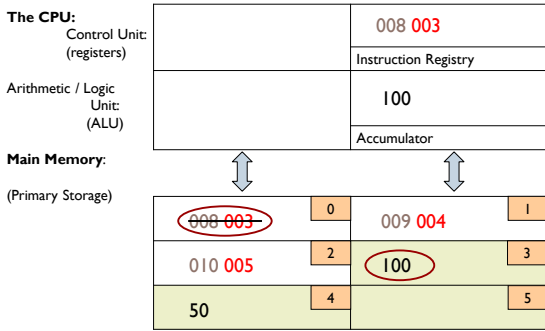 The CPU:
Control Unit:
(registers)
008 003
Instruction Registry
Arithmetic / Logic
Unit:
(ALU)
100
Accumulator
Main Memory:
(Primary Storage)
008 003
0
009 004
1
010 005
2
100
3
50
4
5